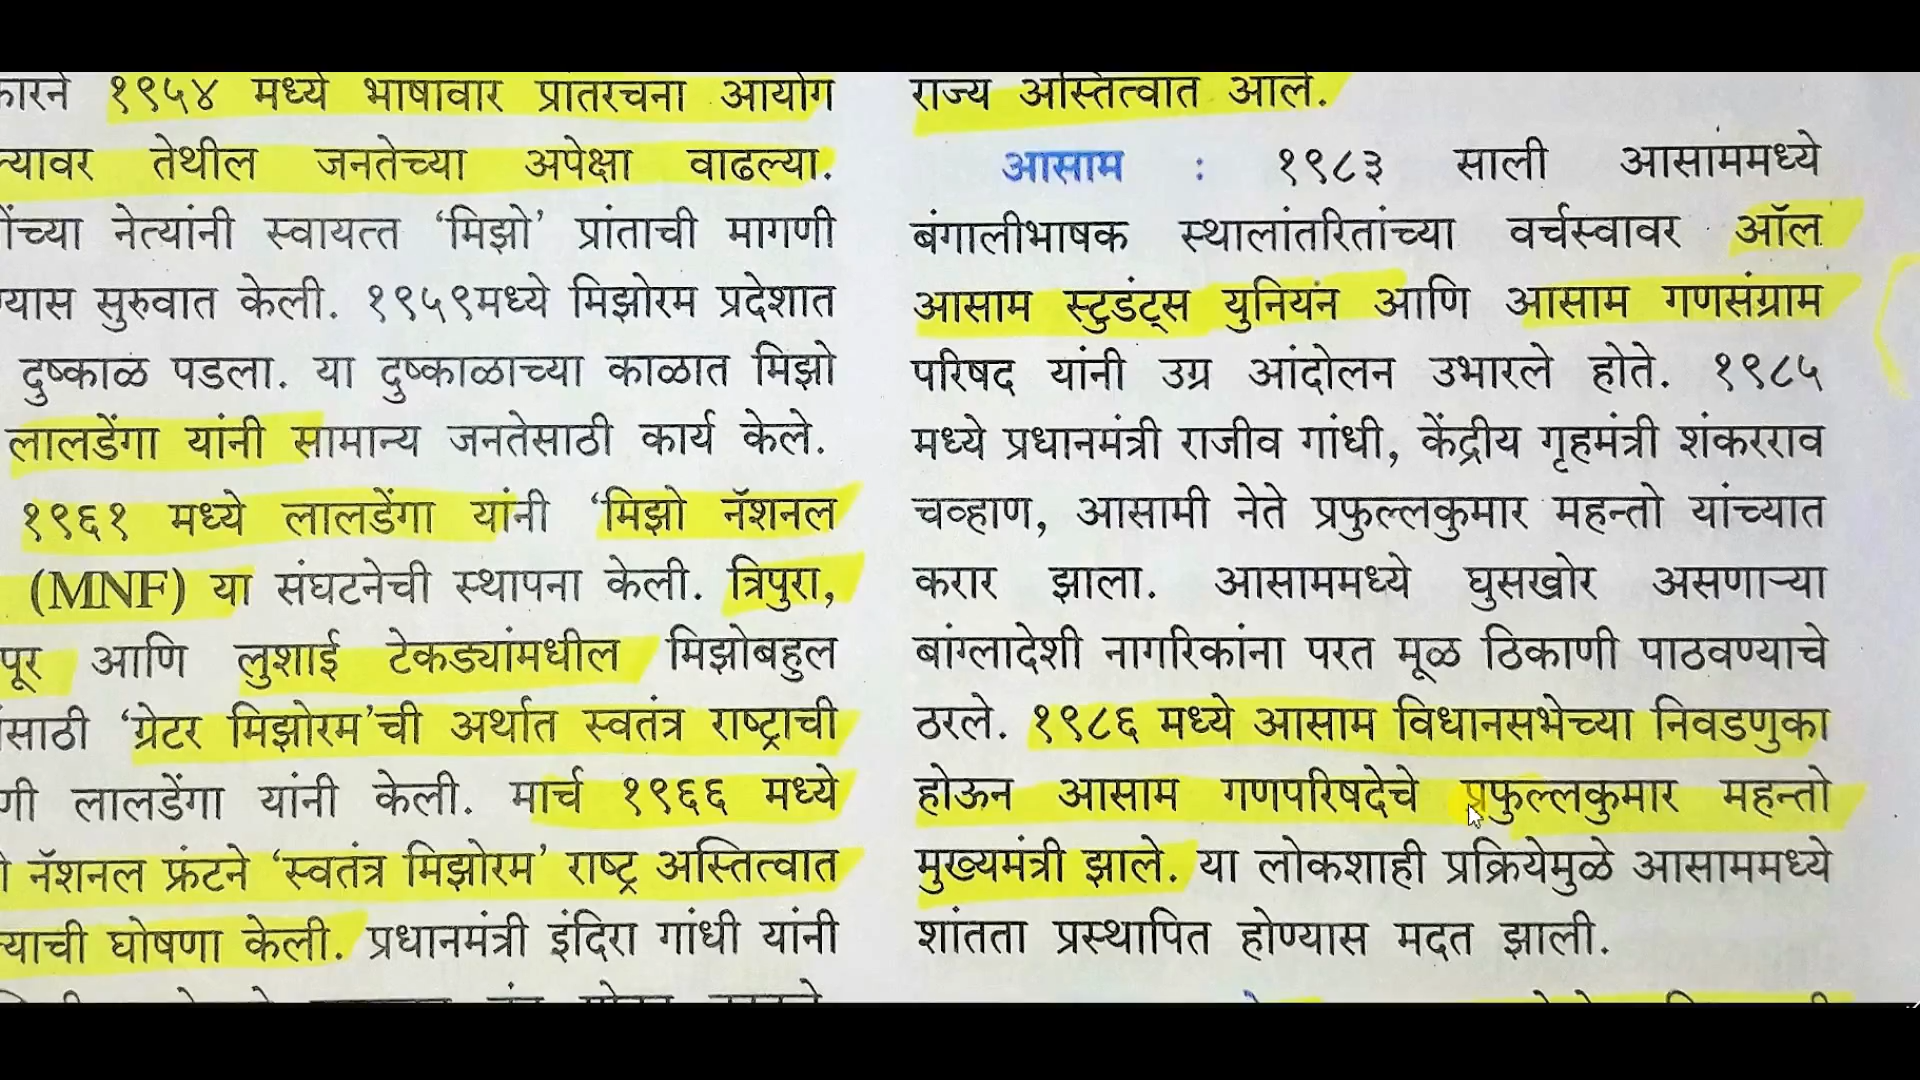 १९५४ मध्ये भाषावार प्रांतरचना आयोग
तेथील जनतेच्या अपेक्षा वाढल्या.
नेत्यांनी स्वायत्त ‘मिझो’ प्रांताची मागणी
सुरुवात केली. १९५९मध्ये मिझोरम प्रदेशात
दुष्काळ पडला. या दुष्काळाच्या काळात मिझो
लालडेंगा यांनी सामान्य जनतेसाठी कार्य केले.
१९६१ मध्ये लालडेंगा यांनी ‘मिझो नॅशनल
(MNF) या संघटनेची स्थापना केली. त्रिपुरा,
आणि लुशाई टेकड्यांमधील मिझोबहुल
‘ग्रेटर मिझोरम’ची अर्थात स्वतंत्र राष्ट्राची
लालडेंगा यांनी केली. मार्च १९६६ मध्ये
नॅशनल फ्रंटने ‘स्वतंत्र मिझोरम’ राष्ट्र अस्तित्वात
घोषणा केली. प्रधानमंत्री इंदिरा गांधी यांनी
राज्य अस्तित्वात आले.
आसाम : १९८३ साली आसाममध्ये
बंगालीभाषक स्थालांतरितांच्या वर्चस्वावर ऑल
आसाम स्टुडंट्स युनियन आणि आसाम गणसंग्राम
परिषद यांनी उग्र आंदोलन उभारले होते. १९८५
मध्ये प्रधानमंत्री राजीव गांधी, केंद्रीय गृहमंत्री शंकरराव
चव्हाण, आसामी नेते प्रफुल्लकुमार महन्तो यांच्यात
करार झाला. आसाममध्ये घुसखोर असणाऱ्या
बांग्लादेशी नागरिकांना परत मूळ ठिकाणी पाठवण्याचे
ठरले. १९८६ मध्ये आसाम विधानसभेच्या निवडणुका
होऊन आसाम गणपरिषदेचे प्रफुल्लकुमार महन्तो
मुख्यमंत्री झाले. या लोकशाही प्रक्रियेमुळे आसाममध्ये
शांतता प्रस्थापित होण्यास मदत झाली.